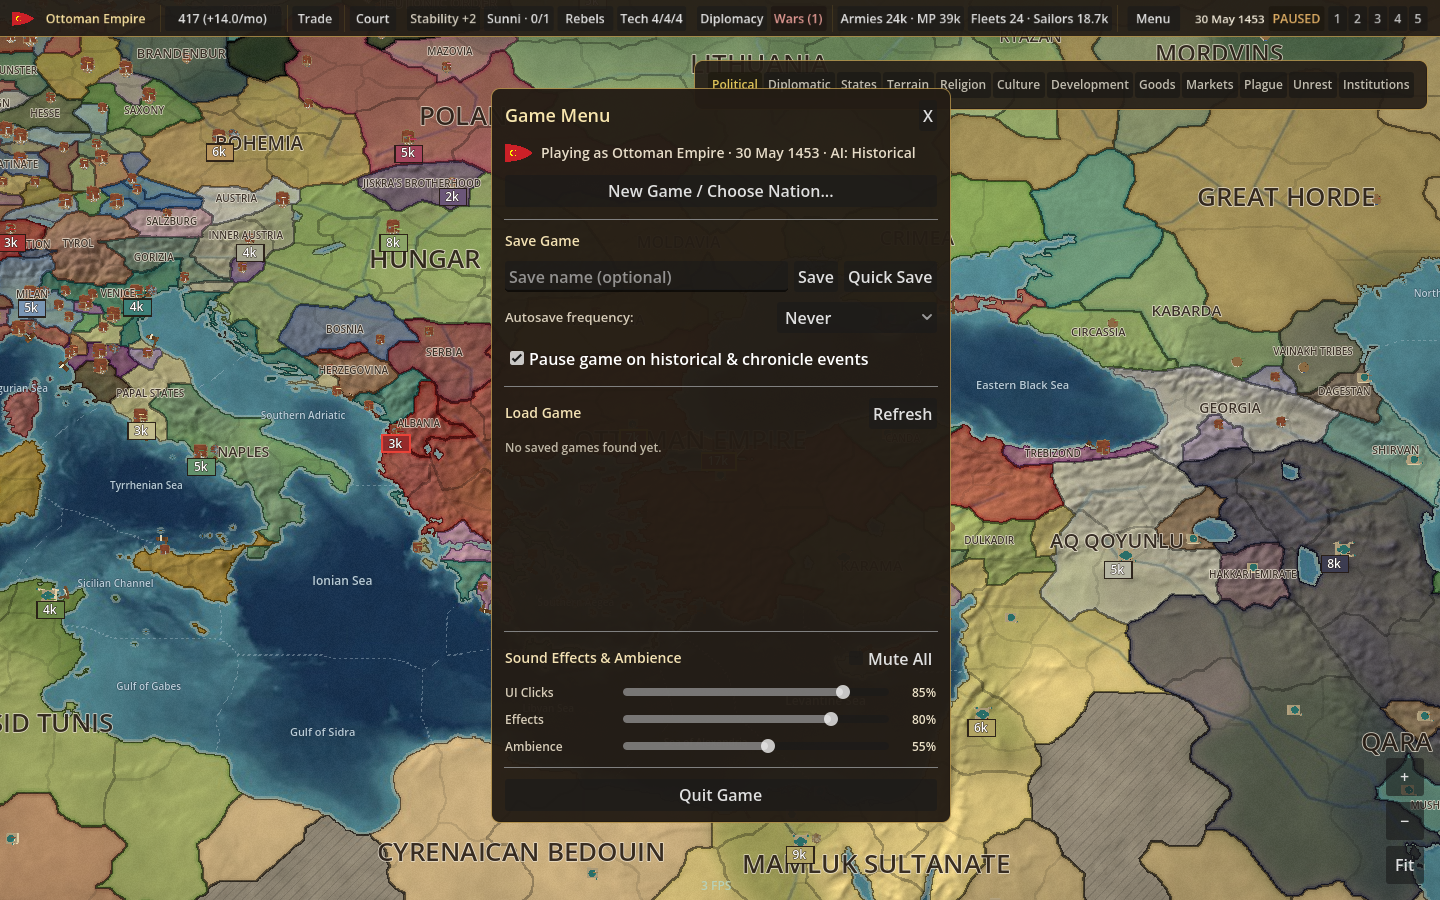 Ottoman Empire 417 (+14.0/mo) Trade Court Stability +2 Sunni · 0/1 Rebels Tech 4/4/4 Diplomacy Wars (1) Armies 24k · MP 39k Fleets 24 · Sailors 18.7k Menu 30 May 1453 PAUSED 1 2 3 4 5
Political Diplomatic States Terrain Religion Culture Development Goods Markets Plague Unrest Institutions
Game Menu X
Playing as Ottoman Empire · 30 May 1453 · AI: Historical
New Game / Choose Nation...
Save Game
Save name (optional) Save Quick Save
Autosave frequency: Never
Pause game on historical & chronicle events
Load Game Refresh
No saved games found yet.
Sound Effects & Ambience Mute All
UI Clicks 85%
Effects 80%
Ambience 55%
Quit Game
LITHUANIA
MORDVINS
BRANDENBUR
MAZOVIA
HESSE
SAXONY
POLA
BOHEMIA
6k
5k
JISKRA'S BROTHERHOOD
2k
AUSTRIA
SALZBURG
INNER AUSTRIA
3k
TYROL
GORIZIA
4k
8k
HUNGAR
MILAN
5k
VENICE
4k
BOSNIA
SERBIA
HERZEGOVINA
PAPAL STATES
3k
Southern Adriatic
ALBANIA
3k
NAPLES
5k
Tyrrhenian Sea
Ionian Sea
Sicilian Channel
4k
Gulf of Gabes
SID TUNIS
Gulf of Sidra
CYRENAICAN BEDOUIN
MAMLUK SULTANATE
9k
3 FPS
GREAT HORDE
North
KABARDA
CIRCASSIA
VAINAKH TRIBES
DAGESTAN
Eastern Black Sea
GEORGIA
TREBIZOND
SHIRVAN
DULKADIR
AQ QOYUNLU
5k
HAKKARI EMIRATE
8k
6k
QARA
MUSH
+
−
Fit